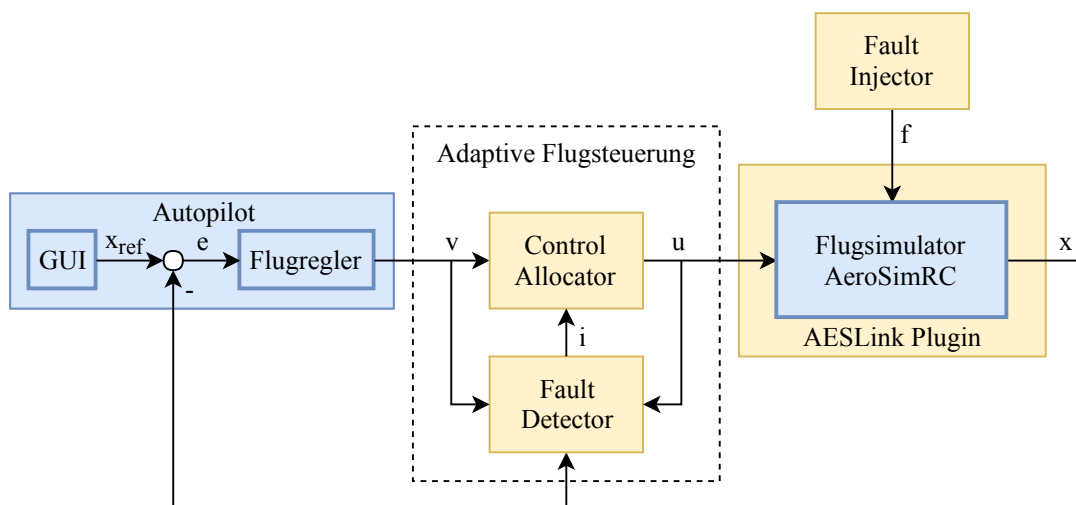 Fault
Injector
f
Adaptive Flugsteuerung
Autopilot
GUI
x_ref
e
-
Flugregler
v
Control
Allocator
u
Flugsimulator
AeroSimRC
x
AESLink Plugin
i
Fault
Detector